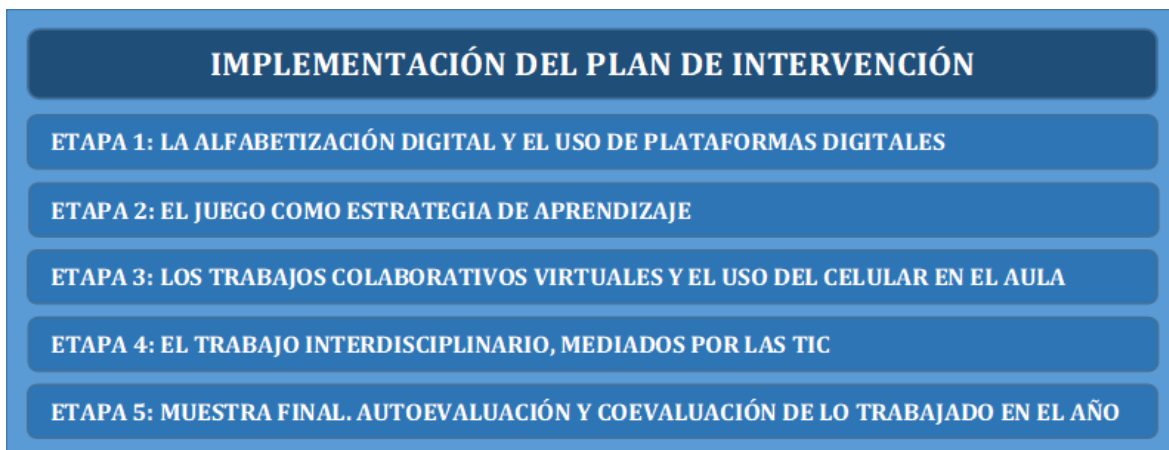 IMPLEMENTACIÓN DEL PLAN DE INTERVENCIÓN
ETAPA 1: LA ALFABETIZACIÓN DIGITAL Y EL USO DE PLATAFORMAS DIGITALES
ETAPA 2: EL JUEGO COMO ESTRATEGIA DE APRENDIZAJE
ETAPA 3: LOS TRABAJOS COLABORATIVOS VIRTUALES Y EL USO DEL CELULAR EN EL AULA
ETAPA 4: EL TRABAJO INTERDISCIPLINARIO, MEDIADOS POR LAS TIC
ETAPA 5: MUESTRA FINAL. AUTOEVALUACIÓN Y COEVALUACIÓN DE LO TRABAJADO EN EL AÑO